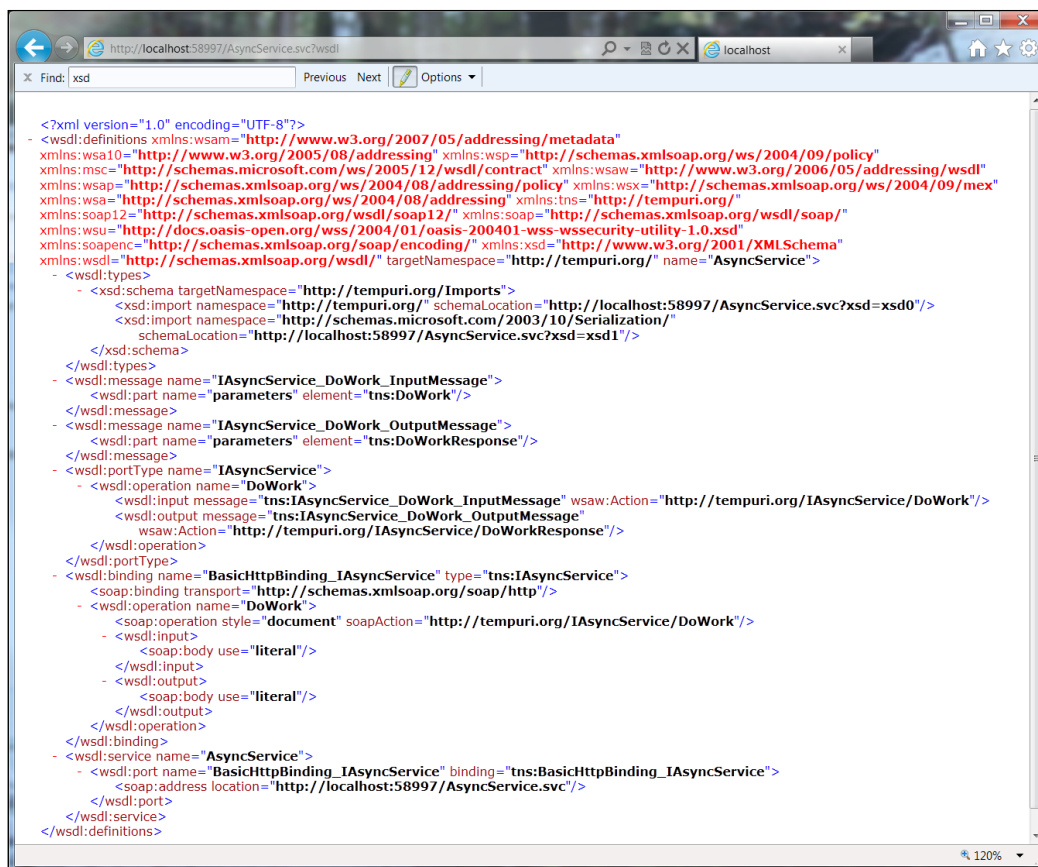 http://localhost:58997/AsyncService.svc?wsdl
localhost
x Find: xsd Previous Next Options
<?xml version="1.0" encoding="UTF-8"?>
- <wsdl:definitions xmlns:wsam="http://www.w3.org/2007/05/addressing/metadata"
xmlns:wsa10="http://www.w3.org/2005/08/addressing" xmlns:wsp="http://schemas.xmlsoap.org/ws/2004/09/policy"
xmlns:msc="http://schemas.microsoft.com/ws/2005/12/wsdl/contract" xmlns:wsaw="http://www.w3.org/2006/05/addressing/wsdl"
xmlns:wsap="http://schemas.xmlsoap.org/ws/2004/08/addressing/policy" xmlns:wsx="http://schemas.xmlsoap.org/ws/2004/09/mex"
xmlns:wsa="http://schemas.xmlsoap.org/ws/2004/08/addressing" xmlns:tns="http://tempuri.org/"
xmlns:soap12="http://schemas.xmlsoap.org/wsdl/soap12/" xmlns:soap="http://schemas.xmlsoap.org/wsdl/soap/"
xmlns:wsu="http://docs.oasis-open.org/wss/2004/01/oasis-200401-wss-wssecurity-utility-1.0.xsd"
xmlns:soapenc="http://schemas.xmlsoap.org/soap/encoding/" xmlns:xsd="http://www.w3.org/2001/XMLSchema"
xmlns:wsdl="http://schemas.xmlsoap.org/wsdl/" targetNamespace="http://tempuri.org/" name="AsyncService">
- <wsdl:types>
- <xsd:schema targetNamespace="http://tempuri.org/Imports">
<xsd:import namespace="http://tempuri.org/" schemaLocation="http://localhost:58997/AsyncService.svc?xsd=xsd0"/>
<xsd:import namespace="http://schemas.microsoft.com/2003/10/Serialization/"
schemaLocation="http://localhost:58997/AsyncService.svc?xsd=xsd1"/>
</xsd:schema>
</wsdl:types>
- <wsdl:message name="IAsyncService_DoWork_InputMessage">
<wsdl:part name="parameters" element="tns:DoWork"/>
</wsdl:message>
- <wsdl:message name="IAsyncService_DoWork_OutputMessage">
<wsdl:part name="parameters" element="tns:DoWorkResponse"/>
</wsdl:message>
- <wsdl:portType name="IAsyncService">
- <wsdl:operation name="DoWork">
<wsdl:input message="tns:IAsyncService_DoWork_InputMessage" wsaw:Action="http://tempuri.org/IAsyncService/DoWork"/>
<wsdl:output message="tns:IAsyncService_DoWork_OutputMessage"
wsaw:Action="http://tempuri.org/IAsyncService/DoWorkResponse"/>
</wsdl:operation>
</wsdl:portType>
- <wsdl:binding name="BasicHttpBinding_IAsyncService" type="tns:IAsyncService">
<soap:binding transport="http://schemas.xmlsoap.org/soap/http"/>
- <wsdl:operation name="DoWork">
<soap:operation style="document" soapAction="http://tempuri.org/IAsyncService/DoWork"/>
- <wsdl:input>
<soap:body use="literal"/>
</wsdl:input>
- <wsdl:output>
<soap:body use="literal"/>
</wsdl:output>
</wsdl:operation>
</wsdl:binding>
- <wsdl:service name="AsyncService">
- <wsdl:port name="BasicHttpBinding_IAsyncService" binding="tns:BasicHttpBinding_IAsyncService">
<soap:address location="http://localhost:58997/AsyncService.svc"/>
</wsdl:port>
</wsdl:service>
</wsdl:definitions>
120%